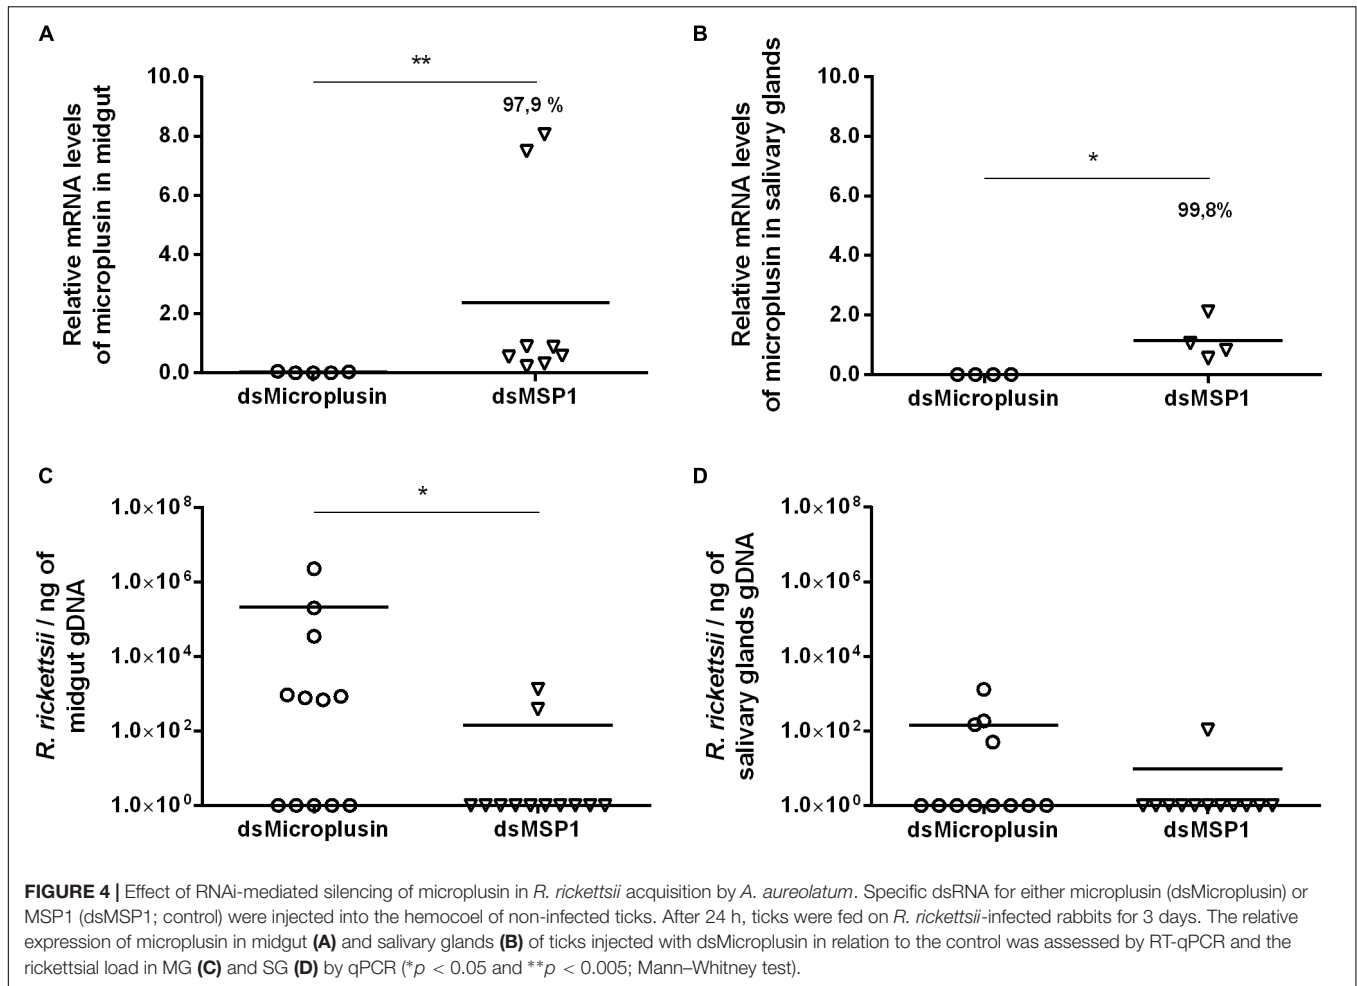 A
10.0
8.0
6.0
4.0
2.0
0.0
Relative mRNA levels
of microplusin in midgut
**
97,9 %
dsMicroplusin
dsMSP1
B
10.0
8.0
6.0
4.0
2.0
0.0
Relative mRNA levels
of microplusin in salivary glands
*
99,8%
dsMicroplusin
dsMSP1
C
1.0×10⁸
1.0×10⁶
1.0×10⁴
1.0×10²
1.0×10⁰
R. rickettsii / ng of
midgut gDNA
*
dsMicroplusin
dsMSP1
D
1.0×10⁸
1.0×10⁶
1.0×10⁴
1.0×10²
1.0×10⁰
R. rickettsii / ng of
salivary glands gDNA
dsMicroplusin
dsMSP1
FIGURE 4 | Effect of RNAi-mediated silencing of microplusin in R. rickettsii acquisition by A. aureolatum. Specific dsRNA for either microplusin (dsMicroplusin) or
MSP1 (dsMSP1; control) were injected into the hemocoel of non-infected ticks. After 24 h, ticks were fed on R. rickettsii-infected rabbits for 3 days. The relative
expression of microplusin in midgut (A) and salivary glands (B) of ticks injected with dsMicroplusin in relation to the control was assessed by RT-qPCR and the
rickettsial load in MG (C) and SG (D) by qPCR (*p < 0.05 and **p < 0.005; Mann–Whitney test).